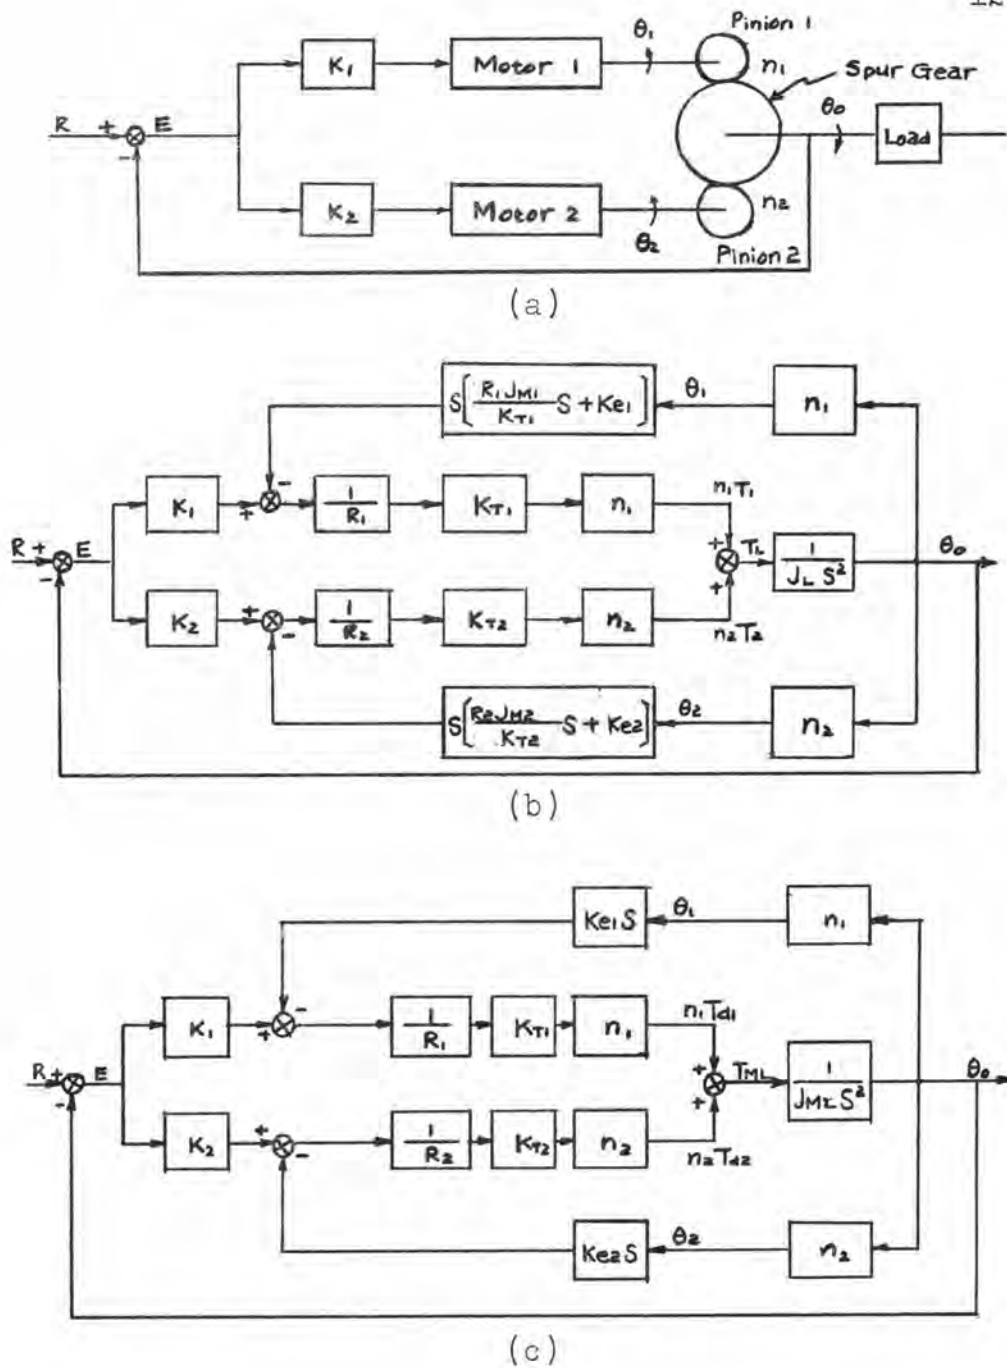 12
Pinion 1
θ₁
K₁
Motor 1
n₁
Spur Gear
R
+
-
E
θo
Load
K₂
Motor 2
n₂
θ₂
Pinion 2
(a)
S[R₁JM1/KT1 S + Ke1]
θ₁
n₁
K₁
+
-
1/R₁
KT1
n₁
n₁T₁
R +
-
E
+
+
TL
1/JL S²
θo
K₂
+
-
1/R₂
KT2
n₂
n₂T₂
S[R2JM2/KT2 S + Ke2]
θ₂
n₂
(b)
Ke1S
θ₁
n₁
K₁
+
-
1/R₁
KT1
n₁
n₁Td1
R +
-
E
+
+
TML
1/JMLS²
θo
K₂
+
-
1/R₂
KT2
n₂
n₂Td2
Ke2S
θ₂
n₂
(c)